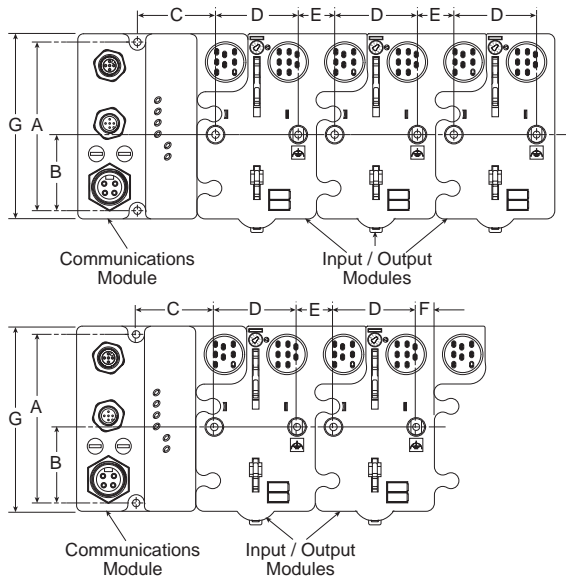 C D E D E D
G A
B
Communications
Module
Input / Output
Modules
C D E D F
G A
B
Communications
Module
Input / Output
Modules